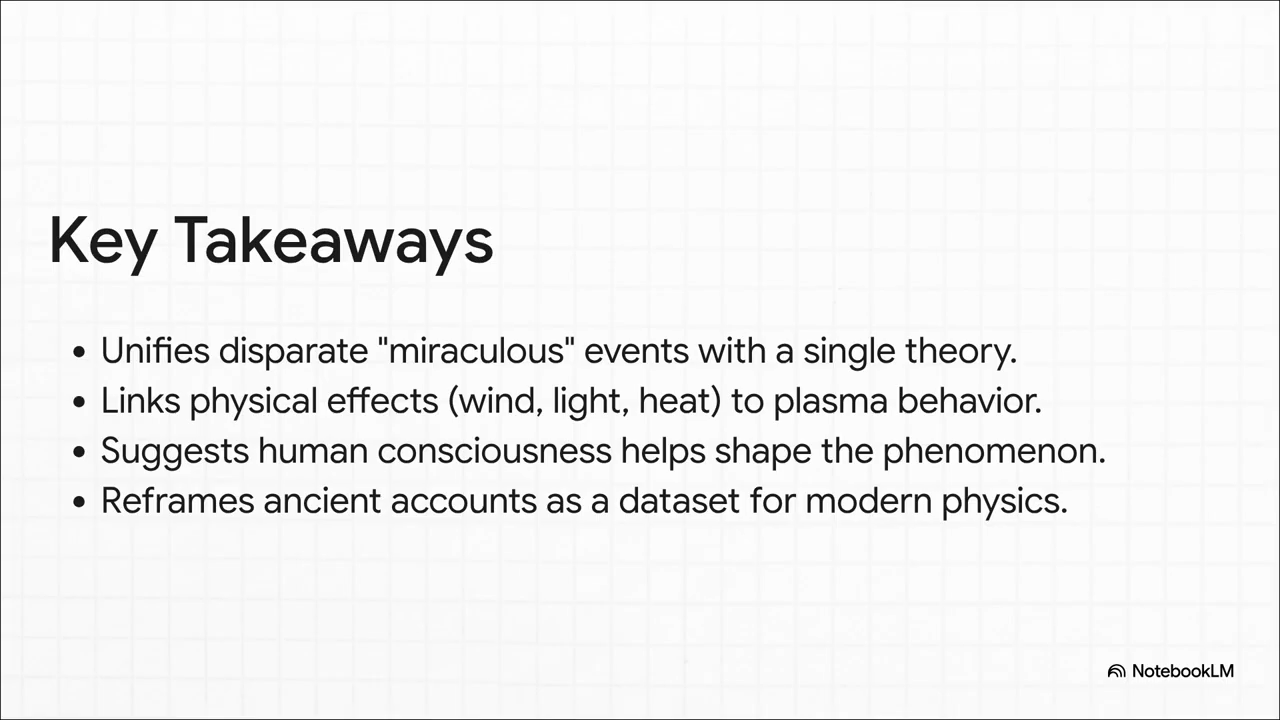 Key Takeaways
• Unifies disparate "miraculous" events with a single theory.
• Links physical effects (wind, light, heat) to plasma behavior.
• Suggests human consciousness helps shape the phenomenon.
• Reframes ancient accounts as a dataset for modern physics.
NotebookLM